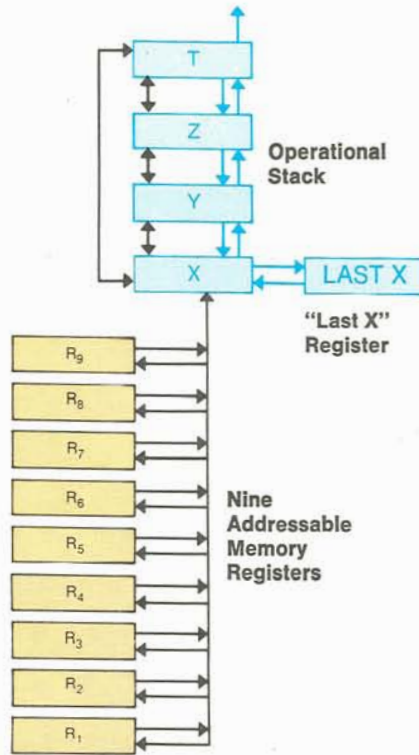 T
Z
Operational
Stack
Y
X
LAST X
“Last X”
Register
R₉
R₈
R₇
R₆
Nine
Addressable
Memory
Registers
R₅
R₄
R₃
R₂
R₁